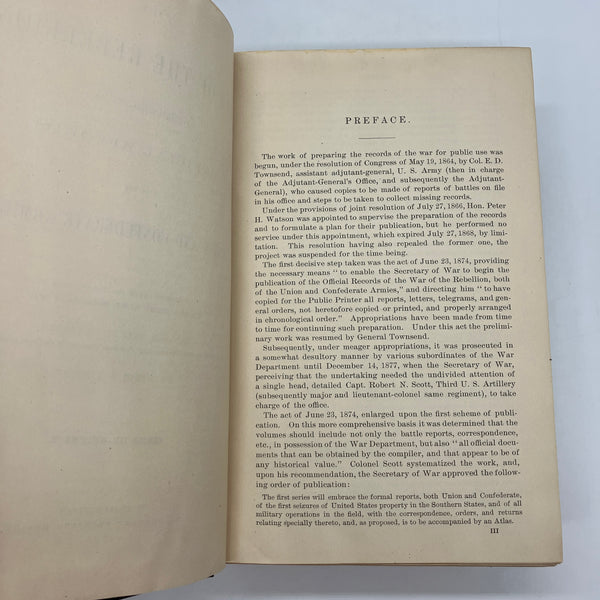 PREFACE.
The work of preparing the records of the war for public use was
begun, under the resolution of Congress of May 19, 1864, by Col. E. D.
Townsend, assistant adjutant-general, U. S. Army (then in charge
of the Adjutant-General's Office, and subsequently the Adjutant-
General), who caused copies to be made of reports of battles on file
in his office and steps to be taken to collect missing records.
Under the provisions of joint resolution of July 27, 1866, Hon. Peter
H. Watson was appointed to supervise the preparation of the records
and to formulate a plan for their publication, but he performed no
service under this appointment, which expired July 27, 1868, by limi-
tation. This resolution having also repealed the former one, the
project was suspended for the time being.
The first decisive step taken was the act of June 23, 1874, providing
the necessary means "to enable the Secretary of War to begin the
publication of the Official Records of the War of the Rebellion, both
of the Union and Confederate Armies," and directing him "to have
copied for the Public Printer all reports, letters, telegrams, and gen-
eral orders, not heretofore copied or printed, and properly arranged
in chronological order." Appropriations have been made from time
to time for continuing such preparation. Under this act the prelimi-
nary work was resumed by General Townsend.
Subsequently, under meager appropriations, it was prosecuted in
a somewhat desultory manner by various subordinates of the War
Department until December 14, 1877, when the Secretary of War,
perceiving that the undertaking needed the undivided attention of
a single head, detailed Capt. Robert N. Scott, Third U. S. Artillery
(subsequently major and lieutenant-colonel same regiment), to take
charge of the office.
The act of June 23, 1874, enlarged upon the first scheme of publi-
cation. On this more comprehensive basis it was determined that the
volumes should include not only the battle reports, correspondence,
etc., in possession of the War Department, but also "all official documents
that can be obtained by the compiler, and that appear to be of
any historical value." Colonel Scott systematized the work, and,
upon his recommendation, the Secretary of War approved the fol-
lowing order of publication:
The first series will embrace the formal reports, both Union and Confederate,
of the first seizures of United States property in the Southern States, and of all
military operations in the field, with the correspondence, orders, and returns
relating specially thereto, and, as proposed, is to be accompanied by an Atlas.
III